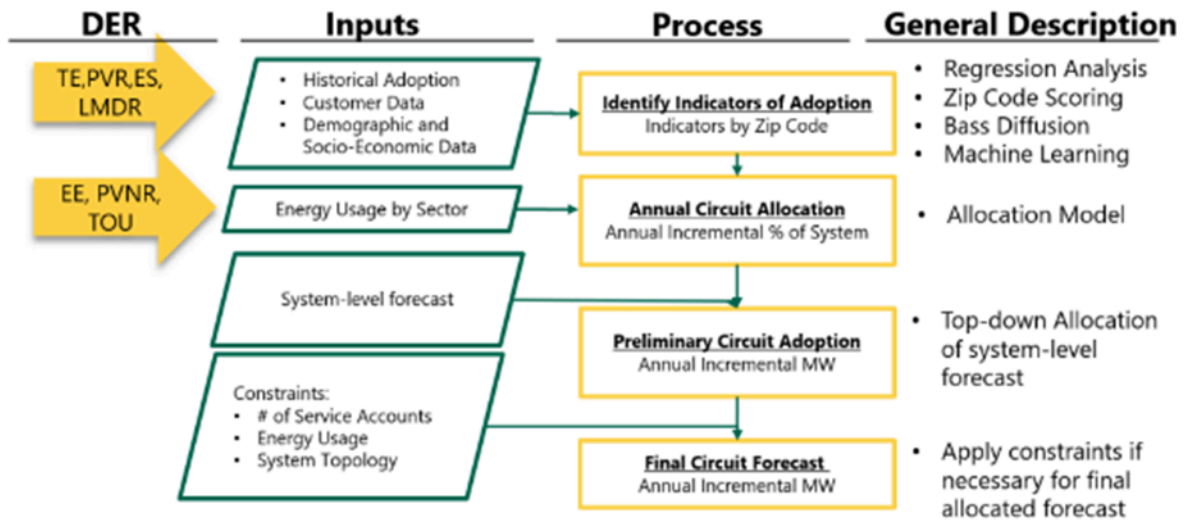 DER
Inputs
Process
General Description
TE,PVR,ES,
LMDR
• Historical Adoption
• Customer Data
• Demographic and
Socio-Economic Data
Identify Indicators of Adoption
Indicators by Zip Code
• Regression Analysis
• Zip Code Scoring
• Bass Diffusion
• Machine Learning
EE, PVNR,
TOU
Energy Usage by Sector
Annual Circuit Allocation
Annual Incremental % of System
• Allocation Model
System-level forecast
Preliminary Circuit Adoption
Annual Incremental MW
• Top-down Allocation
of system-level
forecast
Constraints:
• # of Service Accounts
• Energy Usage
• System Topology
Final Circuit Forecast
Annual Incremental MW
• Apply constraints if
necessary for final
allocated forecast